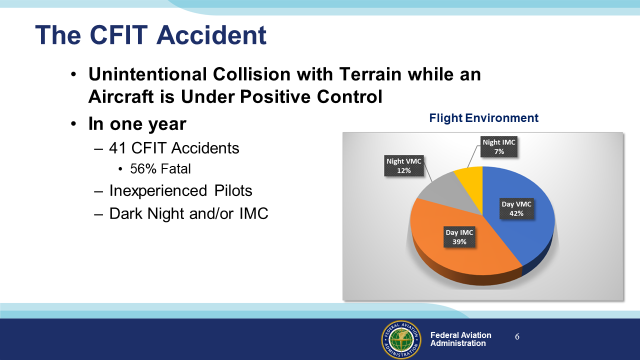 The CFIT Accident
• Unintentional Collision with Terrain while an
Aircraft is Under Positive Control
• In one year
– 41 CFIT Accidents
• 56% Fatal
– Inexperienced Pilots
– Dark Night and/or IMC
Flight Environment
Night IMC
7%
Night VMC
12%
Day VMC
42%
Day IMC
39%
Federal Aviation
Administration
6